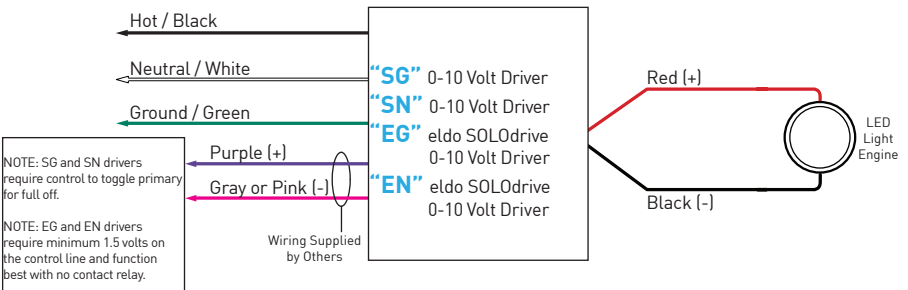 Hot / Black
Neutral / White
Ground / Green
Purple (+)
Gray or Pink (-)
NOTE: SG and SN drivers
require control to toggle primary
for full off.
NOTE: EG and EN drivers
require minimum 1.5 volts on
the control line and function
best with no contact relay.
Wiring Supplied
by Others
“SG” 0-10 Volt Driver
“SN” 0-10 Volt Driver
“EG” eldo SOLOdrive
0-10 Volt Driver
“EN” eldo SOLOdrive
0-10 Volt Driver
Red (+)
Black (-)
LED
Light
Engine